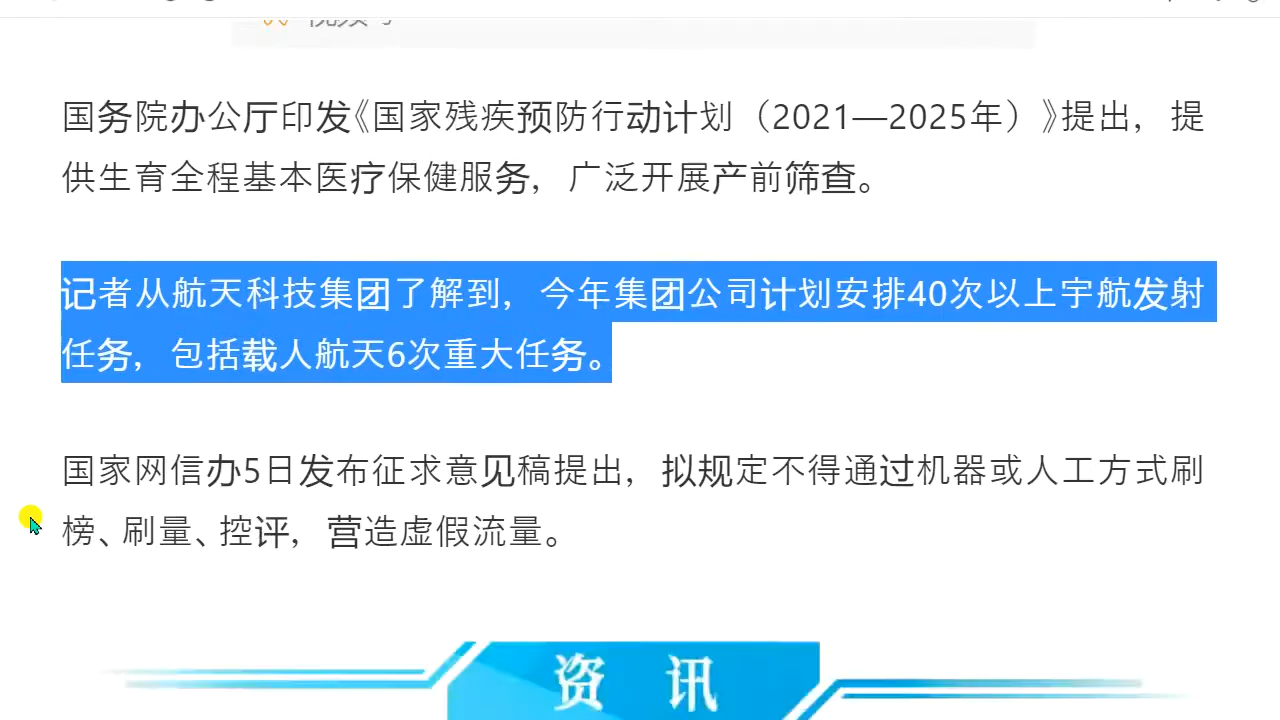 国务院办公厅印发《国家残疾预防行动计划（2021—2025年）》提出，提
供生育全程基本医疗保健服务，广泛开展产前筛查。
记者从航天科技集团了解到，今年集团公司计划安排40次以上宇航发射
任务，包括载人航天6次重大任务。
国家网信办5日发布征求意见稿提出，拟规定不得通过机器或人工方式刷
榜、刷量、控评，营造虚假流量。
资讯